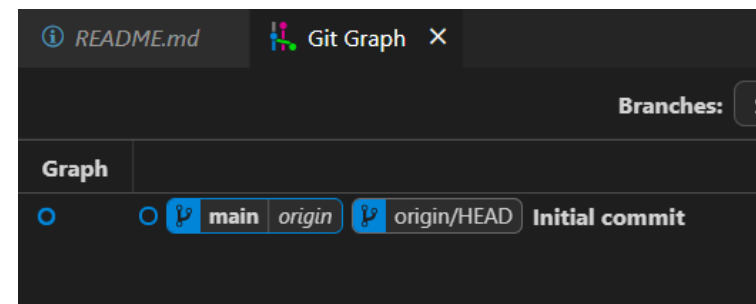 README.md Git Graph
Branches:
Graph
main origin origin/HEAD Initial commit